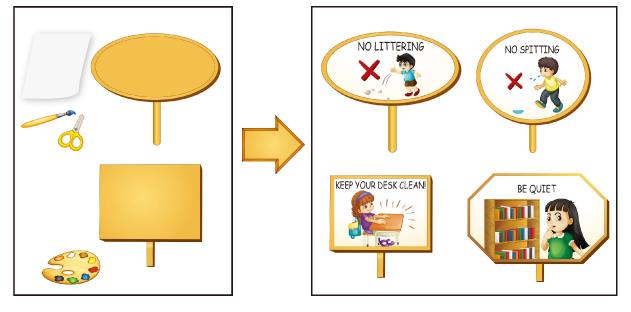 NO LITTERING
NO SPITTING
KEEP YOUR DESK CLEAN!
BE QUIET